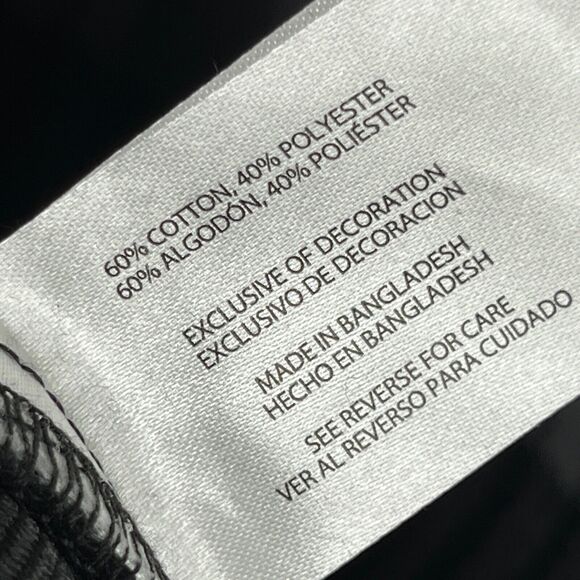 60% COTTON, 40% POLYESTER
60% ALGODÓN, 40% POLIÉSTER
EXCLUSIVE OF DECORATION
EXCLUSIVO DE DECORACION
MADE IN BANGLADESH
HECHO EN BANGLADESH
SEE REVERSE FOR CARE
VER AL REVERSO PARA CUIDADO